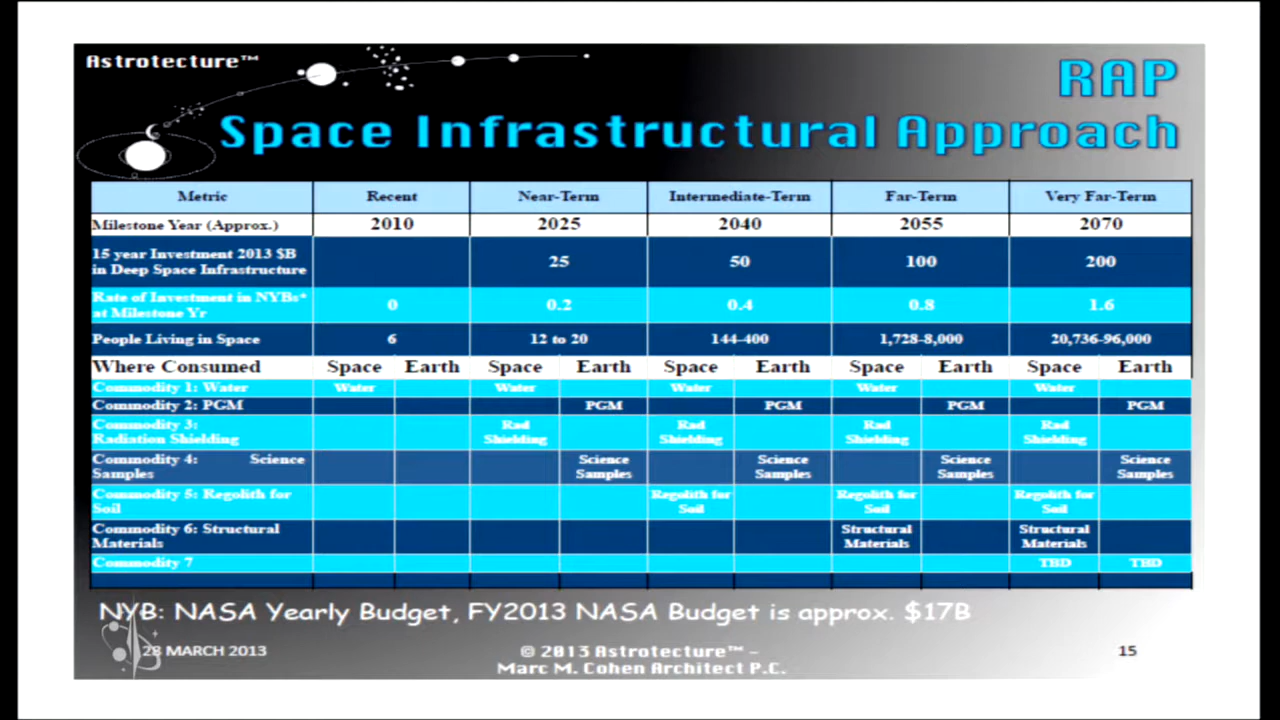 Astrotecture™
RAP
Space Infrastructural Approach
Metric Recent Near-Term Intermediate-Term Far-Term Very Far-Term
Milestone Year (Approx.) 2010 2025 2040 2055 2070
15 year Investment 2013 $B
in Deep Space Infrastructure 25 50 100 200
Rate of Investment in NYBs*
at Milestone Yr 0 0.2 0.4 0.8 1.6
People Living in Space 6 12 to 20 144-400 1,728-8,000 20,736-96,000
Where Consumed Space Earth Space Earth Space Earth Space Earth Space Earth
Commodity 1: Water Water Water Water Water Water
Commodity 2: PGM PGM PGM PGM PGM
Commodity 3: Rad Rad Rad Rad
Radiation Shielding Shielding Shielding Shielding Shielding
Commodity 4: Science Science Science Science Science
Samples Samples Samples Samples Samples
Commodity 5: Regolith for Regolith for Regolith for Regolith for
Soil Soil Soil Soil
Commodity 6: Structural Structural Structural
Materials Materials Materials
Commodity 7 TBD TBD
NYB: NASA Yearly Budget, FY2013 NASA Budget is approx. $17B
28 MARCH 2013
© 2013 Astrotecture™ –
Marc M. Cohen Architect P.C.
15